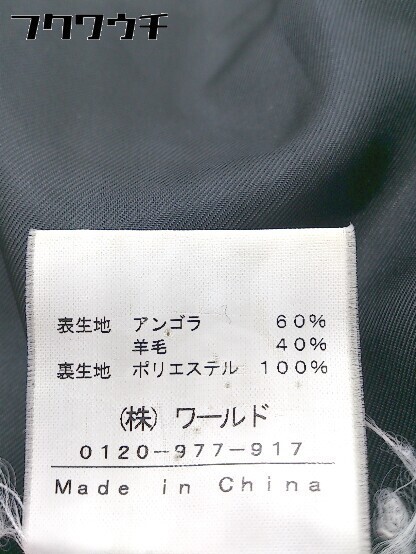 フクワウチ
表生地 アンゴラ 60%
羊毛 40%
裏生地 ポリエステル 100%
(株) ワールド
0120-977-917
Made in China